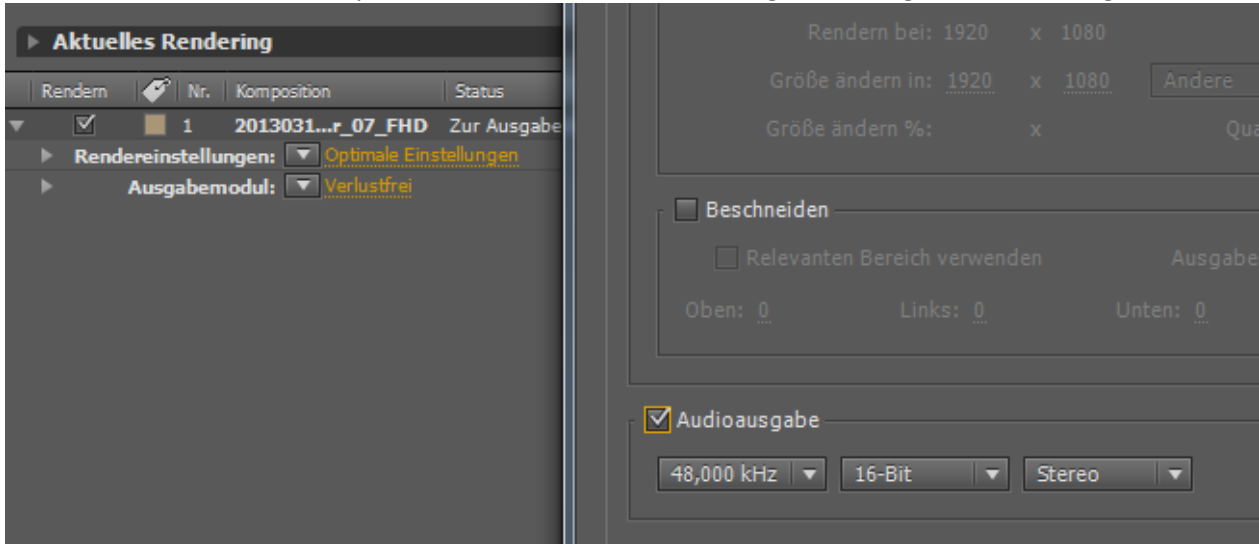 Aktuelles Rendering
Rendern Nr. Komposition Status
1 2013031...r_07_FHD Zur Ausgabe
Rendereinstellungen: Optimale Einstellungen
Ausgabemodul: Verlustfrei
Rendern bei: 1920 x 1080
Größe ändern in: 1920 x 1080 Andere
Größe ändern %: x Qua
Beschneiden
Relevanten Bereich verwenden Ausgabe
Oben: 0 Links: 0 Unten: 0
Audioausgabe
48,000 kHz 16-Bit Stereo